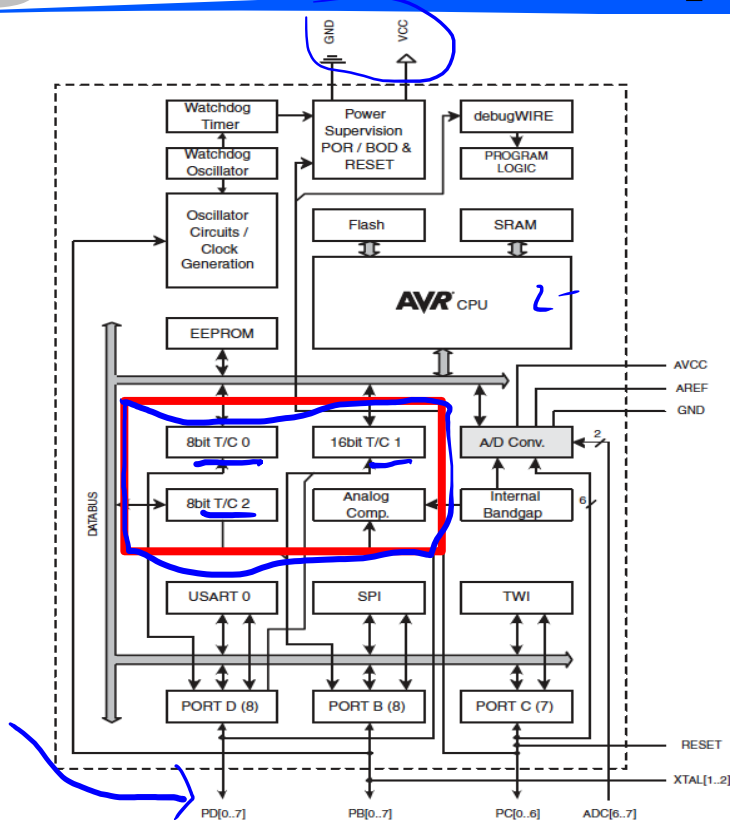 GND
VCC
Watchdog
Timer
Power
Supervision
POR / BOD &
RESET
debugWIRE
Watchdog
Oscillator
PROGRAM
LOGIC
Oscillator
Circuits /
Clock
Generation
Flash
SRAM
AVR CPU
2-
EEPROM
AVCC
AREF
GND
8bit T/C 0
16bit T/C 1
A/D Conv.
2
8bit T/C 2
Analog
Comp.
Internal
Bandgap
6
DATABUS
USART 0
SPI
TWI
PORT D (8)
PORT B (8)
PORT C (7)
RESET
XTAL[1..2]
PD[0..7]
PB[0..7]
PC[0..6]
ADC[6..7]